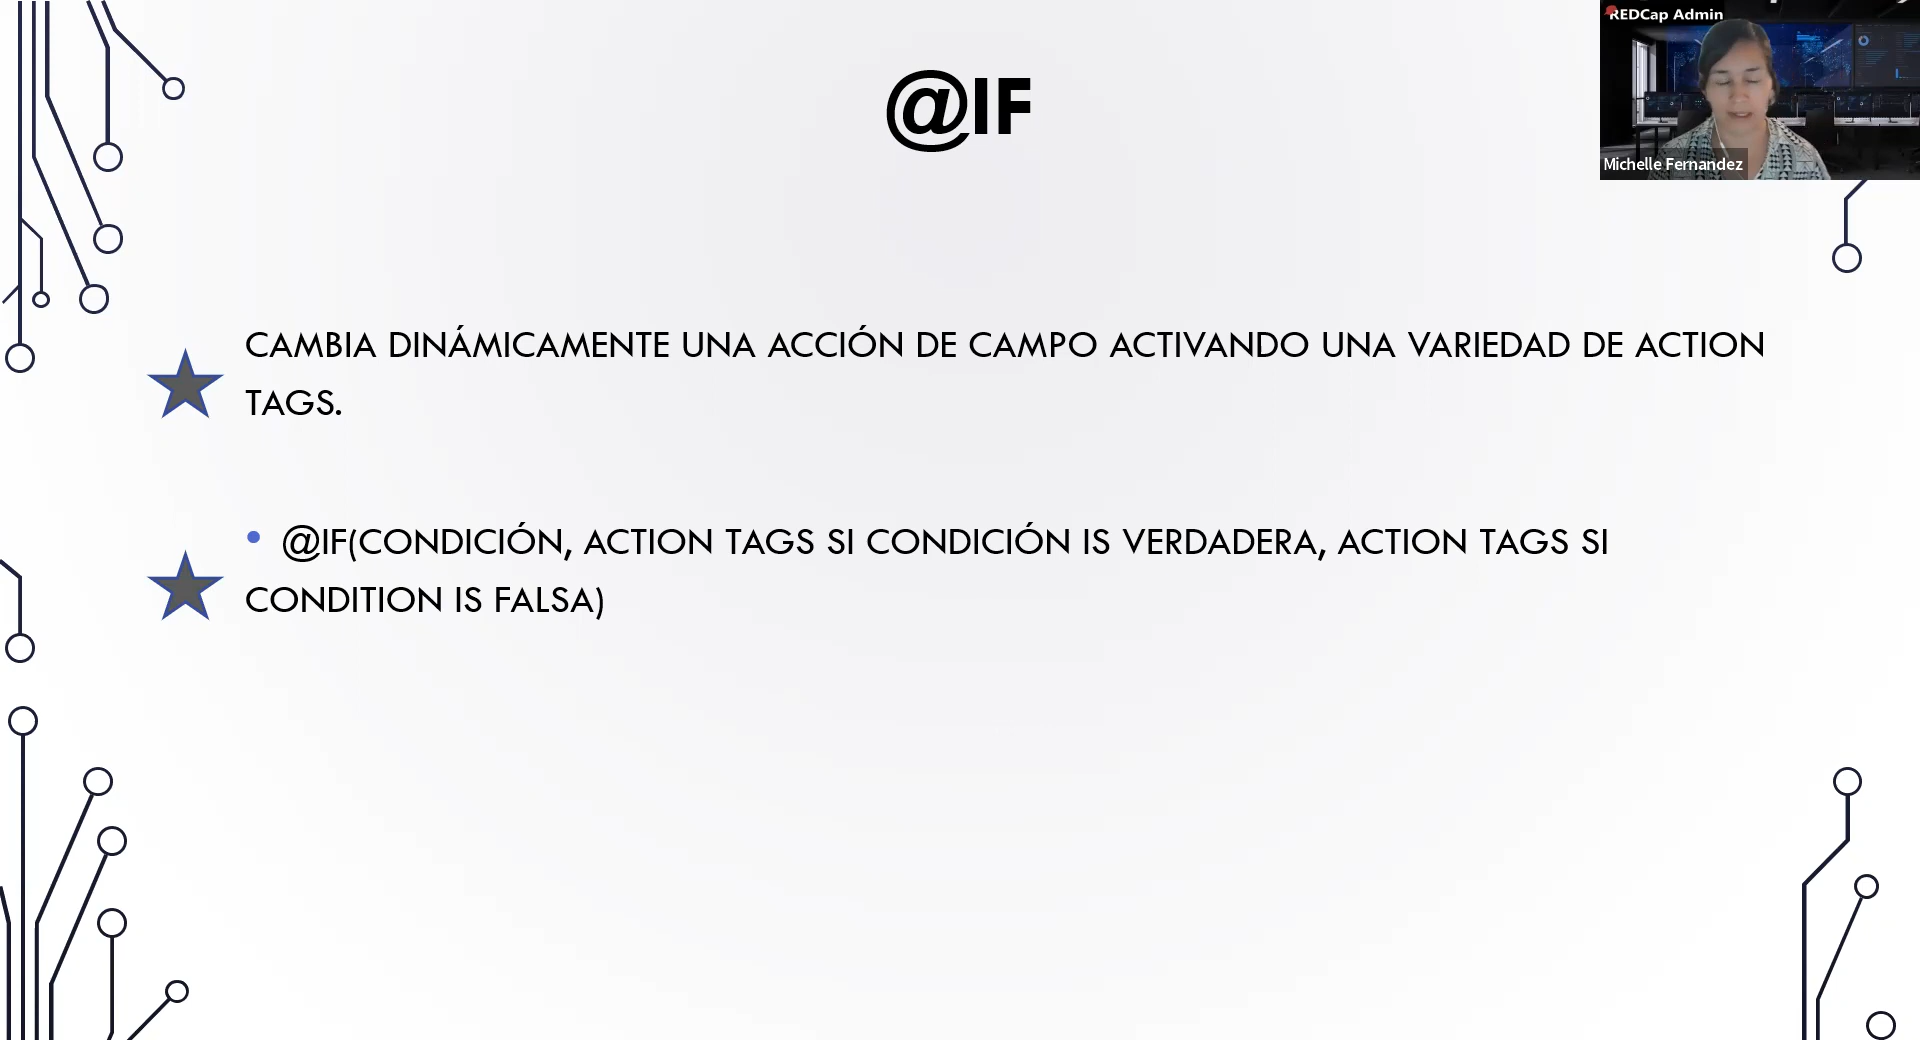 @IF
REDCap Admin
Michelle Fernandez
CAMBIA DINÁMICAMENTE UNA ACCIÓN DE CAMPO ACTIVANDO UNA VARIEDAD DE ACTION
TAGS.
• @IF(CONDICIÓN, ACTION TAGS SI CONDICIÓN IS VERDADERA, ACTION TAGS SI
CONDITION IS FALSA)